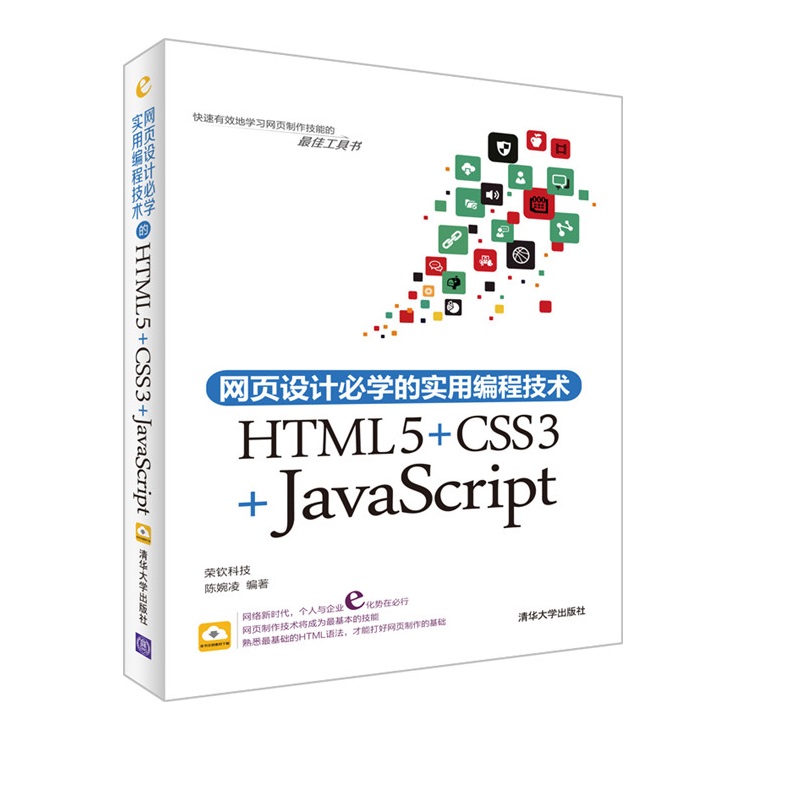 快速有效地学习网页制作技能的
最佳工具书
网页设计必学的实用编程技术
HTML5+CSS3
+JavaScript
荣钦科技
陈婉凌 编著
网络新时代,个人与企业e化势在必行
网页制作技术将成为最基本的技能
熟悉最基础的HTML语法,才能打好网页制作的基础
清华大学出版社
e
网页设计必学
实用编程技术
的
HTML5+CSS3+JavaScript
清华大学出版社